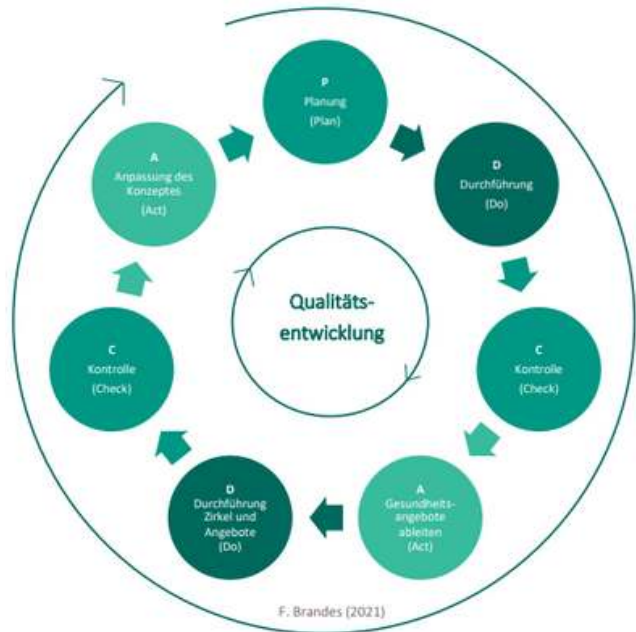 P
Planung
(Plan)
D
Durchführung
(Do)
C
Kontrolle
(Check)
A
Gesundheits-
angebote
ableiten
(Act)
D
Durchführung
Zirkel und
Angebote
(Do)
C
Kontrolle
(Check)
A
Anpassung des
Konzeptes
(Act)
Qualitäts-
entwicklung
F. Brandes (2021)